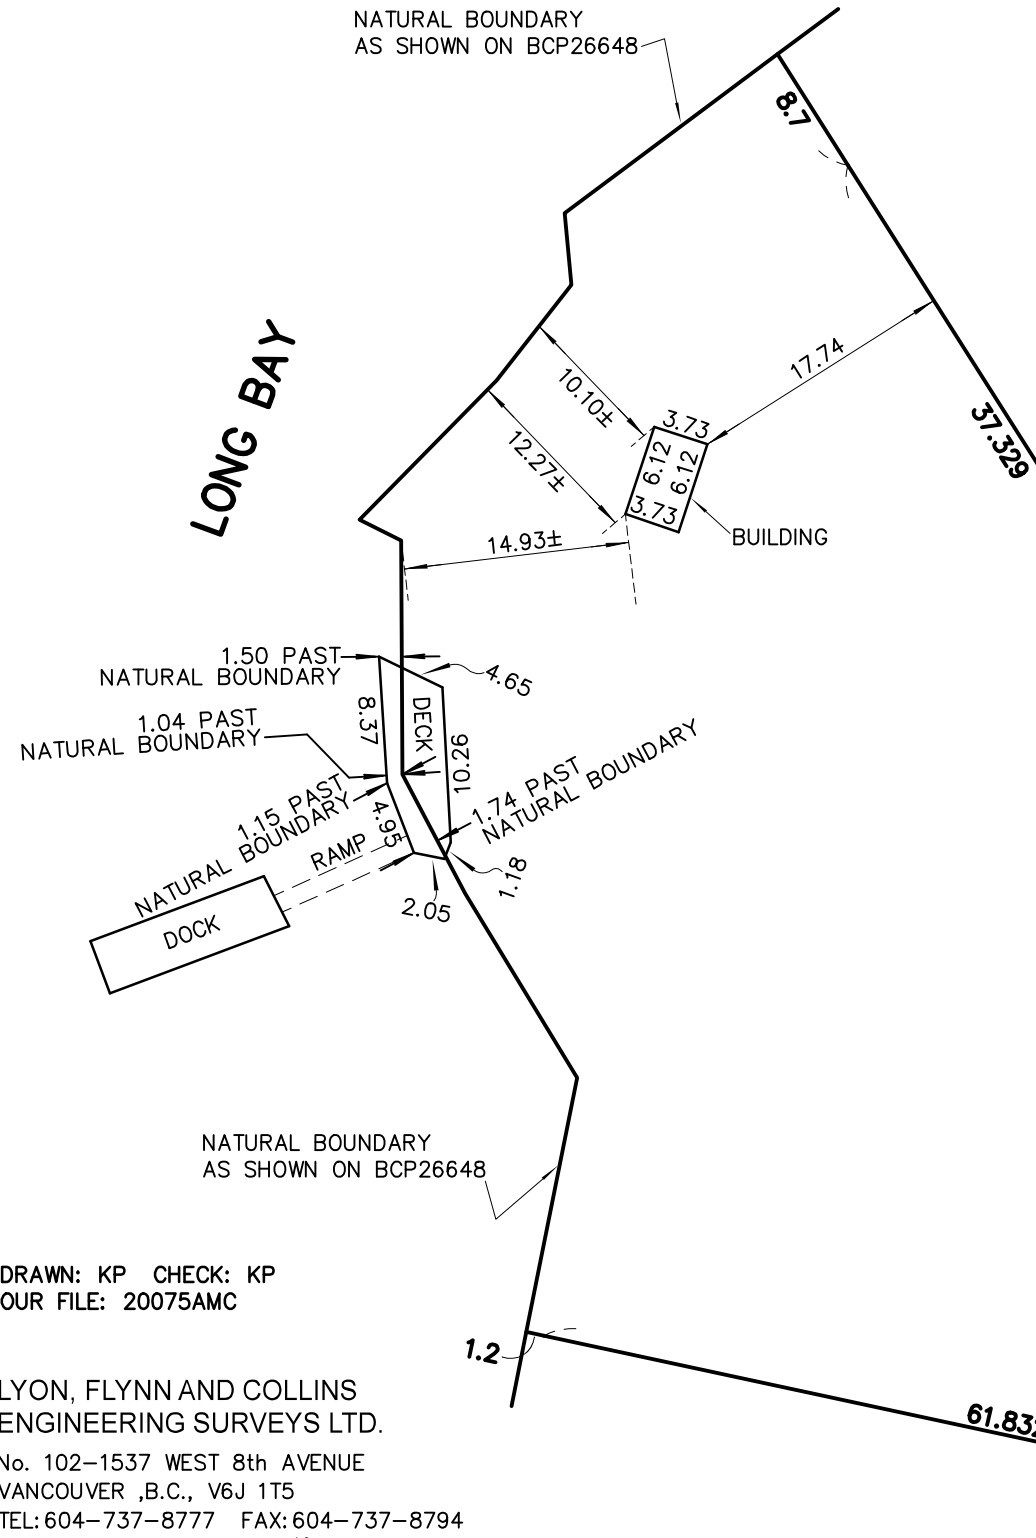 NATURAL BOUNDARY
AS SHOWN ON BCP26648
8.7
17.74
37.329
10.10±
12.27±
3.73
6.12
6.12
3.73
BUILDING
14.93±
LONG BAY
1.50 PAST
NATURAL BOUNDARY
4.65
1.04 PAST
NATURAL BOUNDARY
8.37
DECK
10.26
1.74 PAST
NATURAL BOUNDARY
1.15 PAST
NATURAL BOUNDARY
4.95
RAMP
1.18
2.05
DOCK
NATURAL BOUNDARY
AS SHOWN ON BCP26648
DRAWN: KP CHECK: KP
OUR FILE: 20075AMC
1.2
61.832
LYON, FLYNN AND COLLINS
ENGINEERING SURVEYS LTD.
No. 102-1537 WEST 8th AVENUE
VANCOUVER ,B.C., V6J 1T5
TEL: 604-737-8777 FAX: 604-737-8794